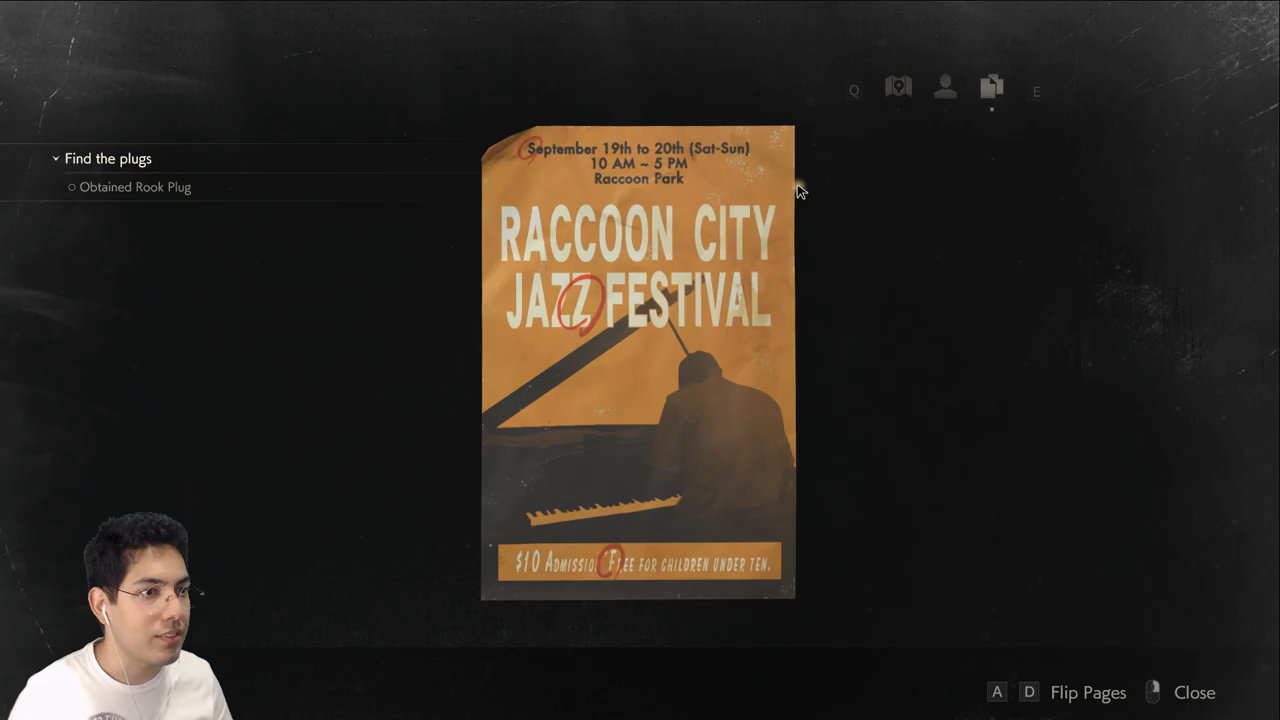 Q
E
Find the plugs
Obtained Rook Plug
September 19th to 20th (Sat-Sun)
10 AM ~ 5 PM
Raccoon Park
RACCOON CITY
JAZZ FESTIVAL
$10 Admission Free for children under ten.
A D Flip Pages Close